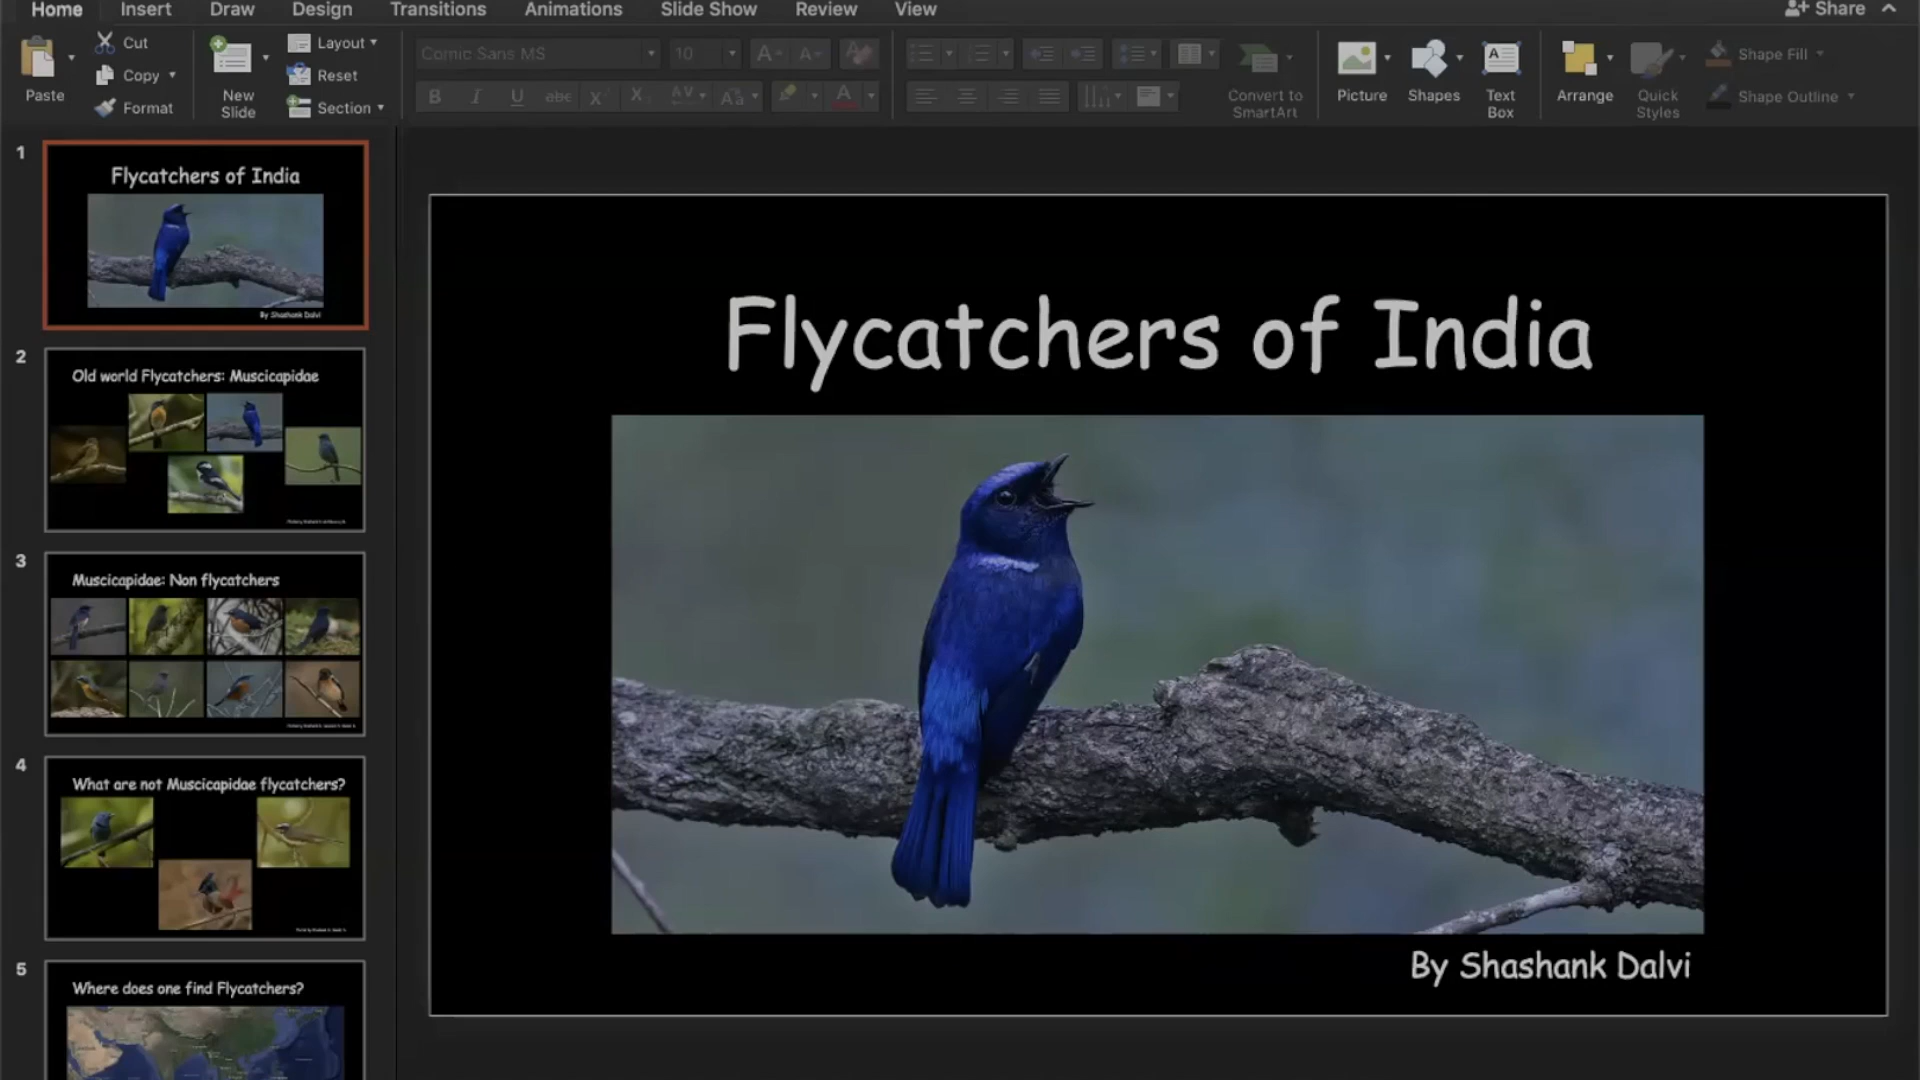 Home Insert Draw Design Transitions Animations Slide Show Review View Share
Paste
Cut
Copy
Format
New
Slide
Layout
Reset
Section
Comic Sans MS 10
Convert to
SmartArt
Picture
Shapes
Text
Box
Arrange
Quick
Styles
Shape Fill
Shape Outline
1
Flycatchers of India
By Shashank Dalvi
2
Old world Flycatchers: Muscicapidae
3
Muscicapidae: Non flycatchers
4
What are not Muscicapidae flycatchers?
5
Where does one find Flycatchers?
Flycatchers of India
By Shashank Dalvi